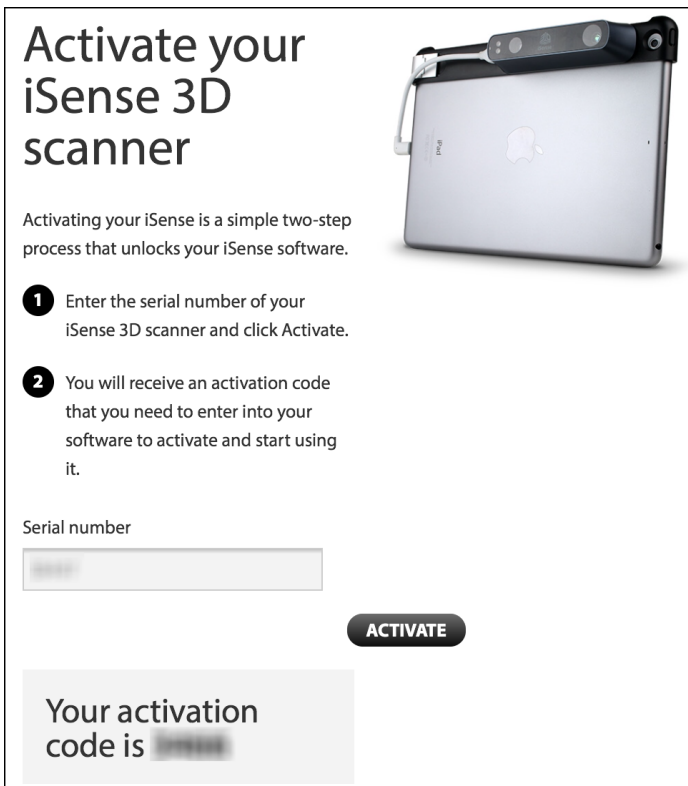 Activate your
iSense 3D
scanner
iPad
Activating your iSense is a simple two-step
process that unlocks your iSense software.
1 Enter the serial number of your
iSense 3D scanner and click Activate.
2 You will receive an activation code
that you need to enter into your
software to activate and start using
it.
Serial number
ACTIVATE
Your activation
code is